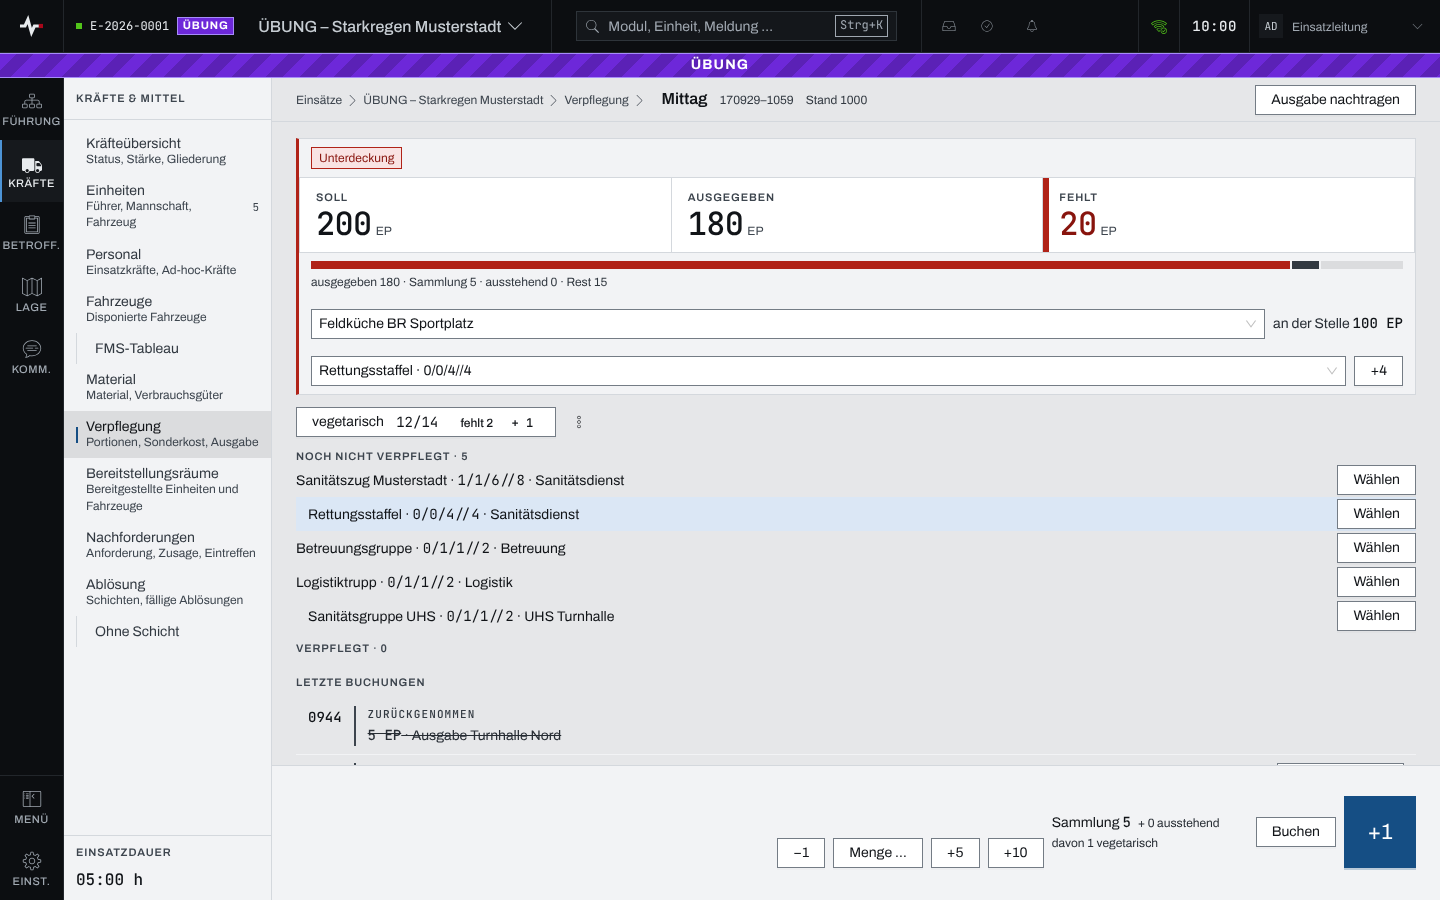 E-2026-0001 ÜBUNG ÜBUNG – Starkregen Musterstadt Modul, Einheit, Meldung ... Strg+K 10:00 AD Einsatzleitung
ÜBUNG
FÜHRUNG
KRÄFTE
BETROFF.
LAGE
KOMM.
MENÜ
EINST.
KRÄFTE & MITTEL
Kräfteübersicht
Status, Stärke, Gliederung
Einheiten
Führer, Mannschaft,
Fahrzeug
5
Personal
Einsatzkräfte, Ad-hoc-Kräfte
Fahrzeuge
Disponierte Fahrzeuge
FMS-Tableau
Material
Material, Verbrauchsgüter
Verpflegung
Portionen, Sonderkost, Ausgabe
Bereitstellungsräume
Bereitgestellte Einheiten und
Fahrzeuge
Nachforderungen
Anforderung, Zusage, Eintreffen
Ablösung
Schichten, fällige Ablösungen
Ohne Schicht
EINSATZDAUER
05:00 h
Einsätze ÜBUNG – Starkregen Musterstadt Verpflegung Mittag 170929–1059 Stand 1000 Ausgabe nachtragen
Unterdeckung
SOLL
200 EP
AUSGEGEBEN
180 EP
FEHLT
20 EP
ausgegeben 180 · Sammlung 5 · ausstehend 0 · Rest 15
Feldküche BR Sportplatz an der Stelle 100 EP
Rettungsstaffel · 0/0/4//4 +4
vegetarisch 12/14 fehlt 2 + 1
NOCH NICHT VERPFLEGT · 5
Sanitätszug Musterstadt · 1/1/6//8 · Sanitätsdienst Wählen
Rettungsstaffel · 0/0/4//4 · Sanitätsdienst Wählen
Betreuungsgruppe · 0/1/1//2 · Betreuung Wählen
Logistiktrupp · 0/1/1//2 · Logistik Wählen
Sanitätsgruppe UHS · 0/1/1//2 · UHS Turnhalle Wählen
VERPFLEGT · 0
LETZTE BUCHUNGEN
0944 ZURÜCKGENOMMEN
5 EP · Ausgabe Turnhalle Nord
−1 Menge ... +5 +10
Sammlung 5 + 0 ausstehend
davon 1 vegetarisch
Buchen +1